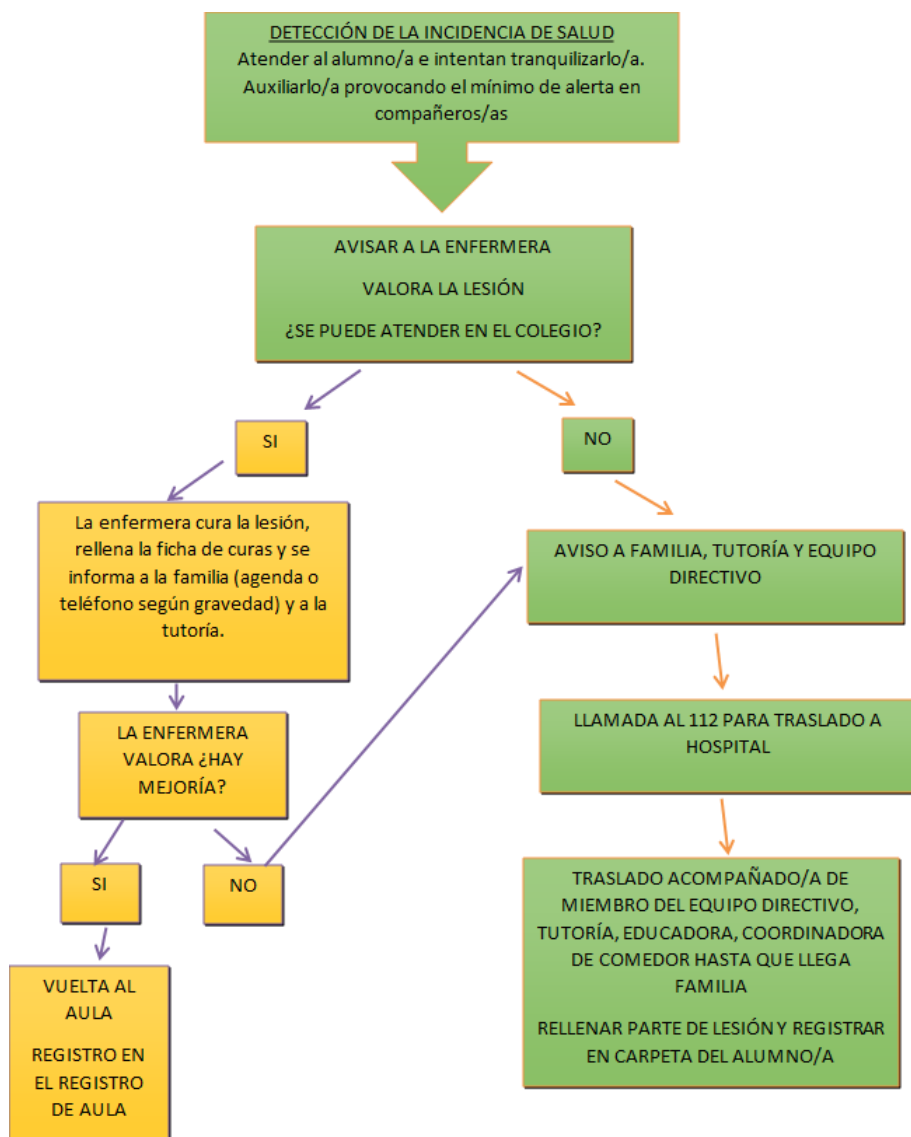 DETECCIÓN DE LA INCIDENCIA DE SALUD
Atender al alumno/a e intentan tranquilizarlo/a.
Auxiliarlo/a provocando el mínimo de alerta en
compañeros/as
AVISAR A LA ENFERMERA
VALORA LA LESIÓN
¿SE PUEDE ATENDER EN EL COLEGIO?
SI
NO
La enfermera cura la lesión,
rellena la ficha de curas y se
informa a la familia (agenda o
teléfono según gravedad) y a la
tutoría.
AVISO A FAMILIA, TUTORÍA Y EQUIPO
DIRECTIVO
LA ENFERMERA
VALORA ¿HAY
MEJORÍA?
LLAMADA AL 112 PARA TRASLADO A
HOSPITAL
SI
NO
TRASLADO ACOMPAÑADO/A DE
MIEMBRO DEL EQUIPO DIRECTIVO,
TUTORÍA, EDUCADORA, COORDINADORA
DE COMEDOR HASTA QUE LLEGA
FAMILIA
RELLENAR PARTE DE LESIÓN Y REGISTRAR
EN CARPETA DEL ALUMNO/A
VUELTA AL
AULA
REGISTRO EN
EL REGISTRO
DE AULA